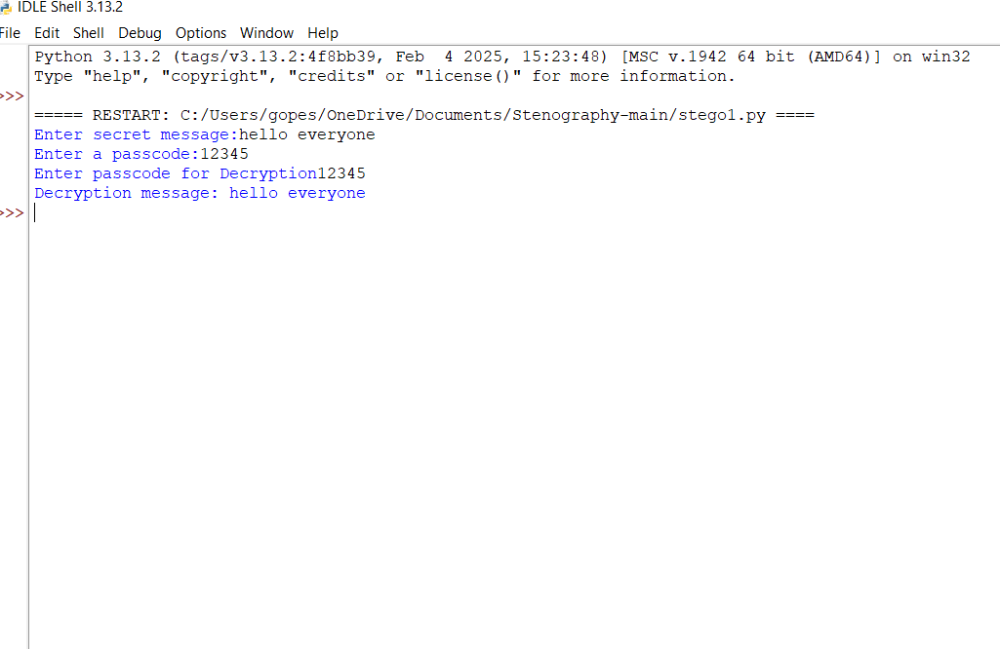 IDLE Shell 3.13.2
File Edit Shell Debug Options Window Help
Python 3.13.2 (tags/v3.13.2:4f8bb39, Feb  4 2025, 15:23:48) [MSC v.1942 64 bit (AMD64)] on win32
Type "help", "copyright", "credits" or "license()" for more information.
>>>
===== RESTART: C:/Users/gopes/OneDrive/Documents/Stenography-main/stego1.py ====
Enter secret message:hello everyone
Enter a passcode:12345
Enter passcode for Decryption12345
Decryption message: hello everyone
>>>